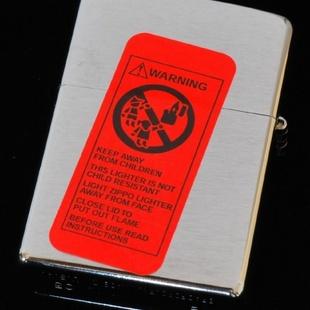 WARNING
KEEP AWAY
FROM CHILDREN
THIS LIGHTER IS NOT
CHILD RESISTANT
LIGHT ZIPPO LIGHTER
AWAY FROM FACE
CLOSE LID TO
PUT OUT FLAME
BEFORE USE READ
INSTRUCTIONS